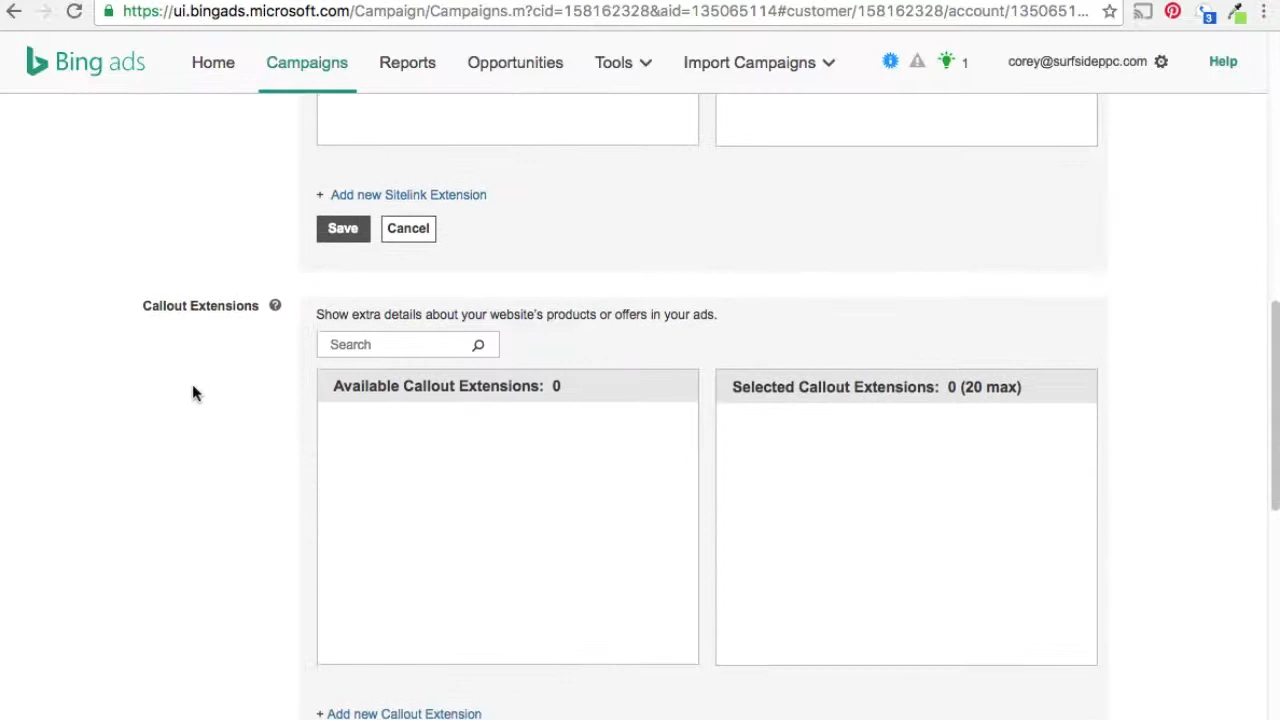 https://ui.bingads.microsoft.com/Campaign/Campaigns.m?cid=158162328&aid=135065114#customer/158162328/account/1350651...
3
Bing ads
Home
Campaigns
Reports
Opportunities
Tools
Import Campaigns
1
corey@surfsideppc.com
Help
+ Add new Sitelink Extension
Save
Cancel
Callout Extensions ?
Show extra details about your website's products or offers in your ads.
Search
Available Callout Extensions: 0
Selected Callout Extensions: 0 (20 max)
+ Add new Callout Extension